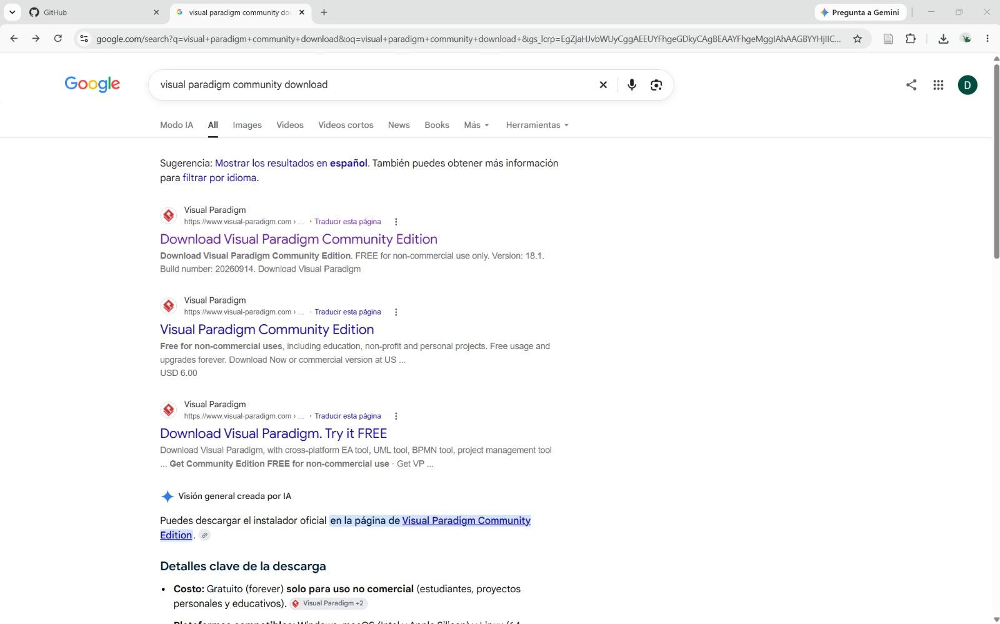 GitHub
visual paradigm community do
Pregunta a Gemini
google.com/search?q=visual+paradigm+community+download&oq=visual+paradigm+community+download+&gs_lcrp=EgZjaHJvbWUyCggAEEUYFhgeGDkyCAgBEAAYFhgeMggIAhAAGBYYHjIIC...
Google
visual paradigm community download
D
Modo IA All Images Videos Videos cortos News Books Más Herramientas
Sugerencia: Mostrar los resultados en español. También puedes obtener más información
para filtrar por idioma.
Visual Paradigm
https://www.visual-paradigm.com › ... · Traducir esta página
Download Visual Paradigm Community Edition
Download Visual Paradigm Community Edition. FREE for non-commercial use only. Version: 18.1.
Build number: 20260914. Download Visual Paradigm
Visual Paradigm
https://www.visual-paradigm.com › ... · Traducir esta página
Visual Paradigm Community Edition
Free for non-commercial uses, including education, non-profit and personal projects. Free usage and
upgrades forever. Download Now or commercial version at US ...
USD 6.00
Visual Paradigm
https://www.visual-paradigm.com › ... · Traducir esta página
Download Visual Paradigm. Try it FREE
Download Visual Paradigm, with cross-platform EA tool, UML tool, BPMN tool, project management tool
... Get Community Edition FREE for non-commercial use · Get VP ...
Visión general creada por IA
Puedes descargar el instalador oficial en la página de Visual Paradigm Community
Edition.
Detalles clave de la descarga
• Costo: Gratuito (forever) solo para uso no comercial (estudiantes, proyectos
personales y educativos). Visual Paradigm +2
Plataformas compatibles: Windows, macOS (Intel y Apple Silicon) y Linux (64